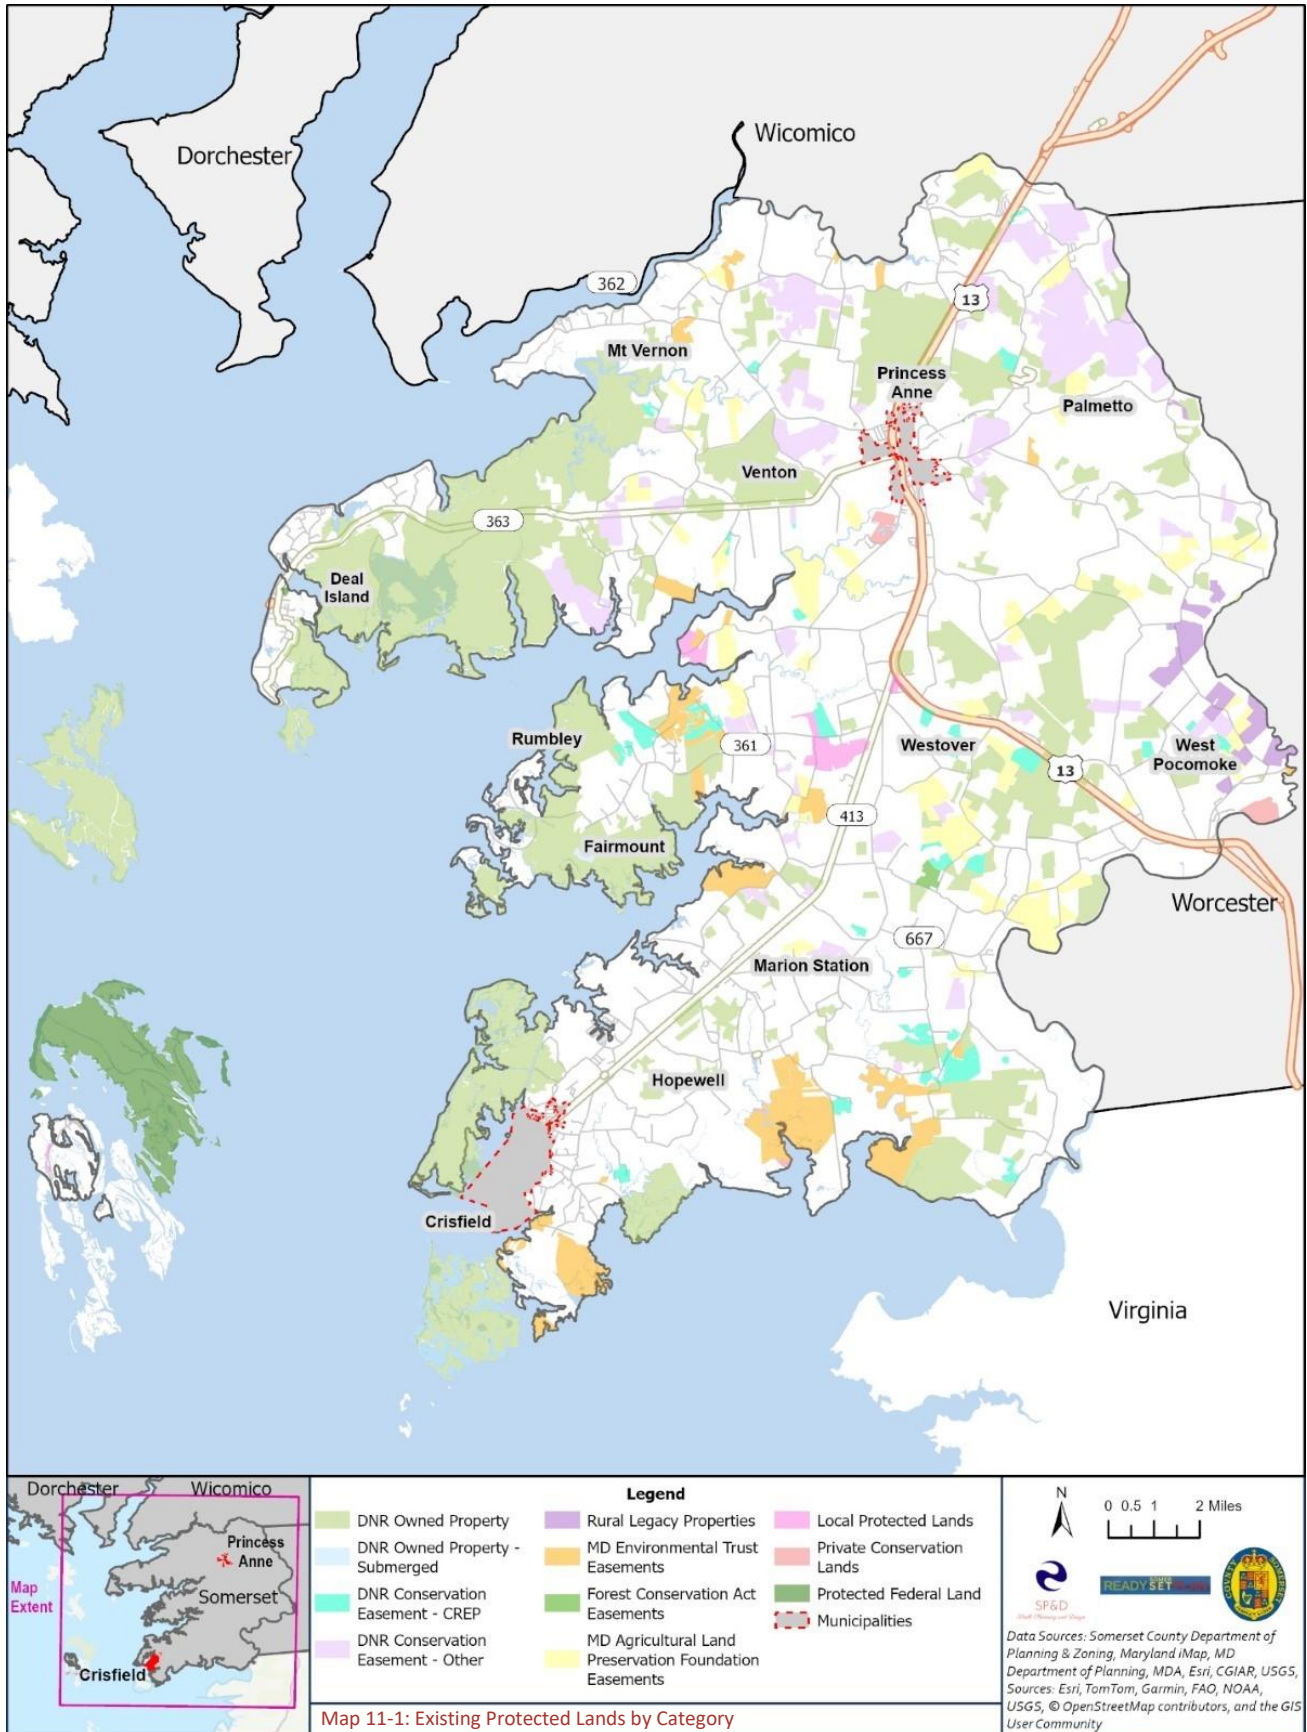 Dorchester
Wicomico
362
13
Mt Vernon
Princess
Anne
Palmetto
Venton
363
Deal
Island
Rumbley
361
Westover
West
Pocomoke
13
413
Fairmount
Worcester
667
Marion Station
Hopewell
Crisfield
Virginia
Dorchester
Wicomico
Princess
Anne
Map
Extent
Somerset
Crisfield
Legend
DNR Owned Property
DNR Owned Property -
Submerged
DNR Conservation
Easement - CREP
DNR Conservation
Easement - Other
Rural Legacy Properties
MD Environmental Trust
Easements
Forest Conservation Act
Easements
MD Agricultural Land
Preservation Foundation
Easements
Local Protected Lands
Private Conservation
Lands
Protected Federal Land
Municipalities
Map 11-1: Existing Protected Lands by Category
N
0 0.5 1 2 Miles
SP&D
READY SET
COUNTY
SOMERSET
Data Sources: Somerset County Department of
Planning & Zoning, Maryland iMap, MD
Department of Planning, MDA, Esri, CGIAR, USGS,
Sources: Esri, TomTom, Garmin, FAO, NOAA,
USGS, © OpenStreetMap contributors, and the GIS
User Community